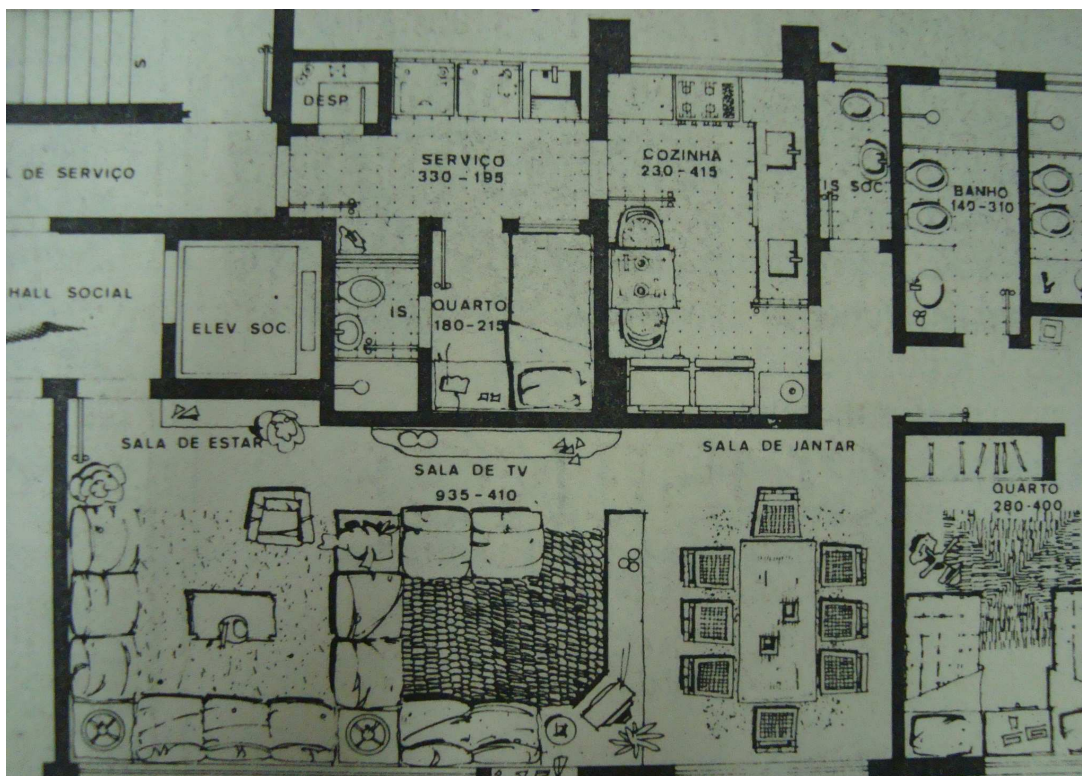 S
DESP.
SERVIÇO
330-195
COZINHA
230-415
L DE SERVIÇO
IS SOC.
BANHO
140-310
HALL SOCIAL
ELEV SOC.
IS.
QUARTO
180-215
SALA DE ESTAR
SALA DE TV
935-410
SALA DE JANTAR
QUARTO
280-400